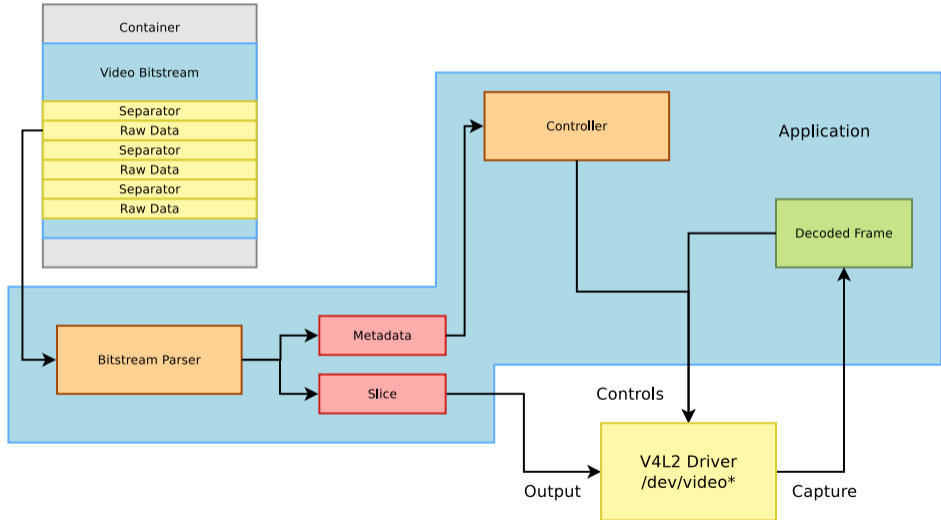 Container
Video Bitstream
Separator
Raw Data
Separator
Raw Data
Separator
Raw Data
Controller
Application
Decoded Frame
Metadata
Bitstream Parser
Slice
Controls
V4L2 Driver
/dev/video*
Output
Capture